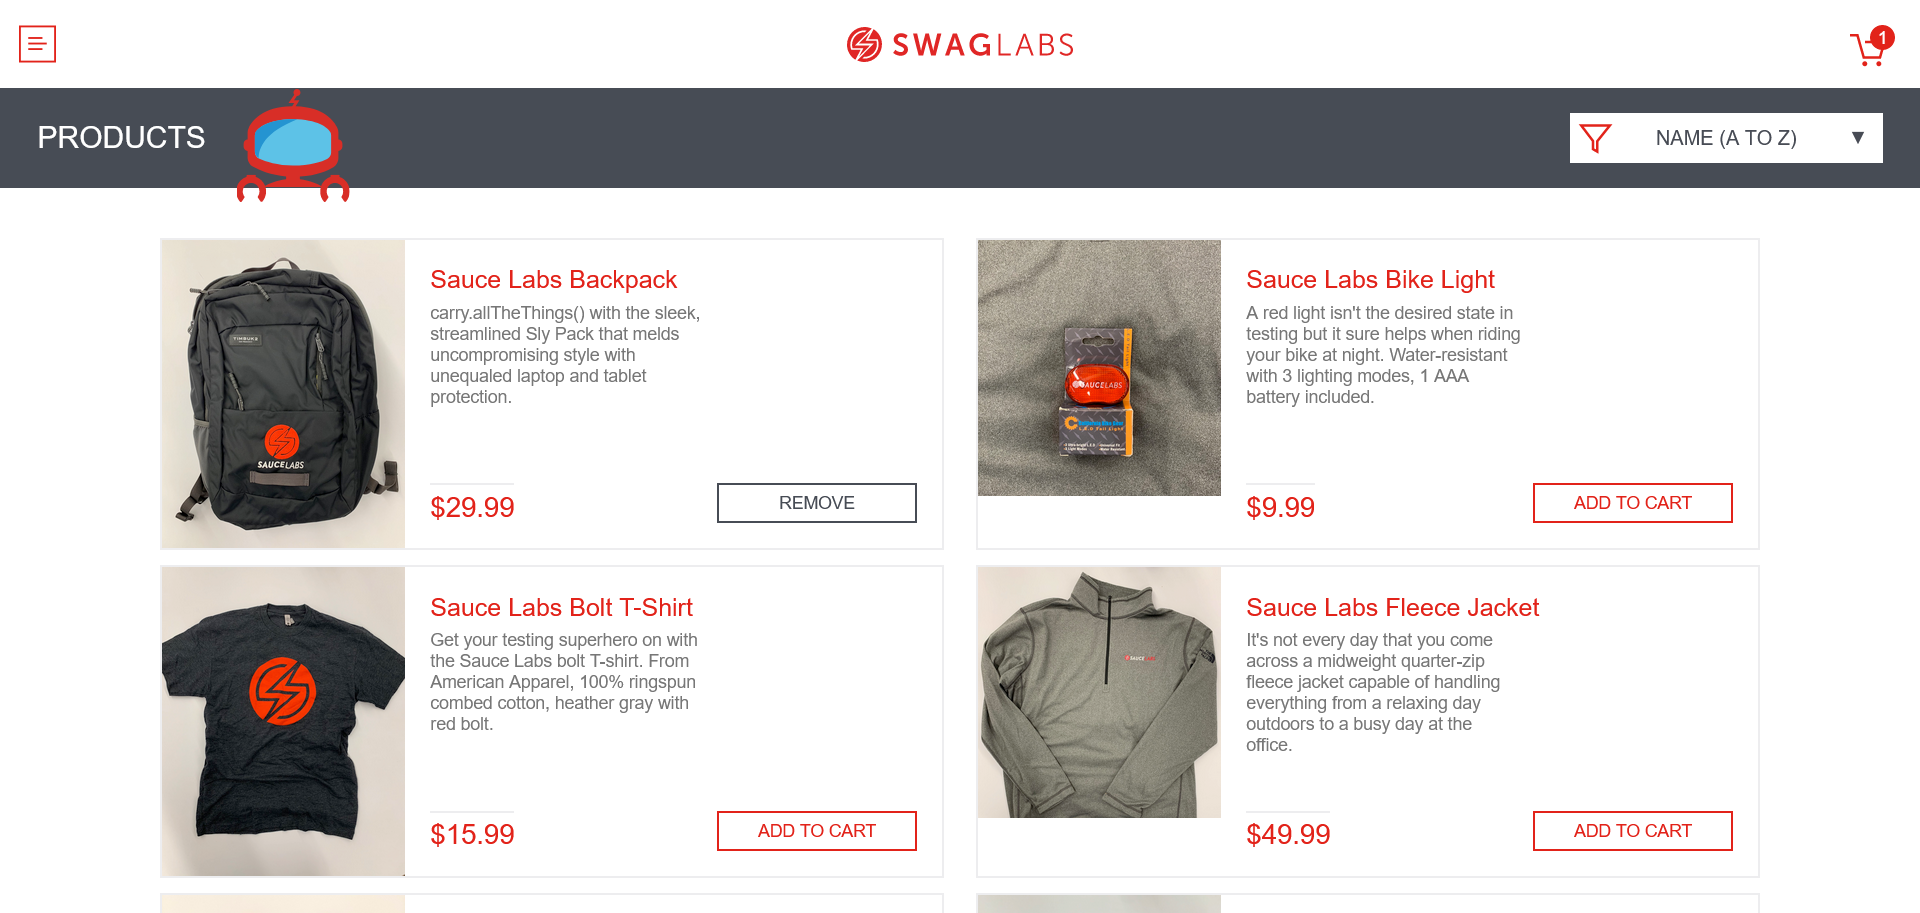 SWAGLABS
1
PRODUCTS
NAME (A TO Z)
Sauce Labs Backpack
carry.allTheThings() with the sleek,
streamlined Sly Pack that melds
uncompromising style with
unequaled laptop and tablet
protection.
$29.99
REMOVE
TIMBUK2
SAUCELABS
Sauce Labs Bike Light
A red light isn't the desired state in
testing but it sure helps when riding
your bike at night. Water-resistant
with 3 lighting modes, 1 AAA
battery included.
$9.99
ADD TO CART
SAUCELABS
Sauce Labs Bolt T-Shirt
Get your testing superhero on with
the Sauce Labs bolt T-shirt. From
American Apparel, 100% ringspun
combed cotton, heather gray with
red bolt.
$15.99
ADD TO CART
Sauce Labs Fleece Jacket
It's not every day that you come
across a midweight quarter-zip
fleece jacket capable of handling
everything from a relaxing day
outdoors to a busy day at the
office.
$49.99
ADD TO CART
SAUCELABS